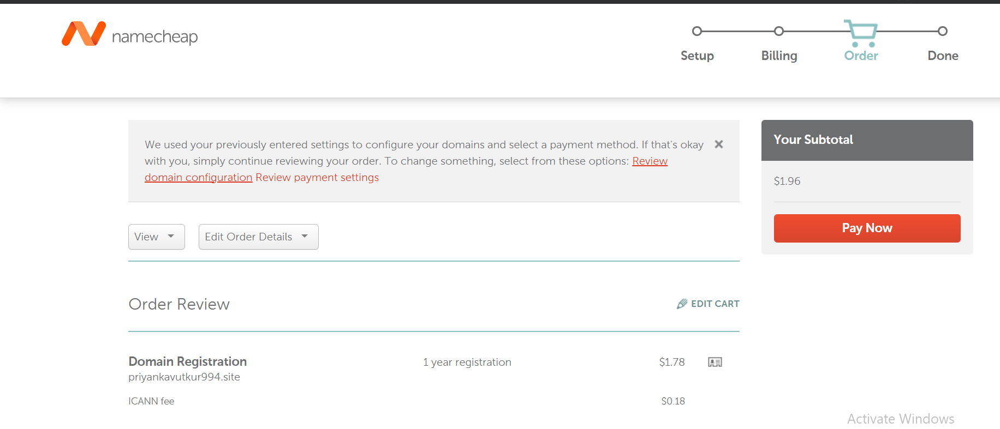 namecheap
Setup
Billing
Order
Done
We used your previously entered settings to configure your domains and select a payment method. If that's okay
with you, simply continue reviewing your order. To change something, select from these options: Review
domain configuration Review payment settings
Your Subtotal
$1.96
Pay Now
View
Edit Order Details
Order Review
EDIT CART
Domain Registration
1 year registration
$1.78
priyankavutkur994.site
ICANN fee
$0.18
Activate Windows